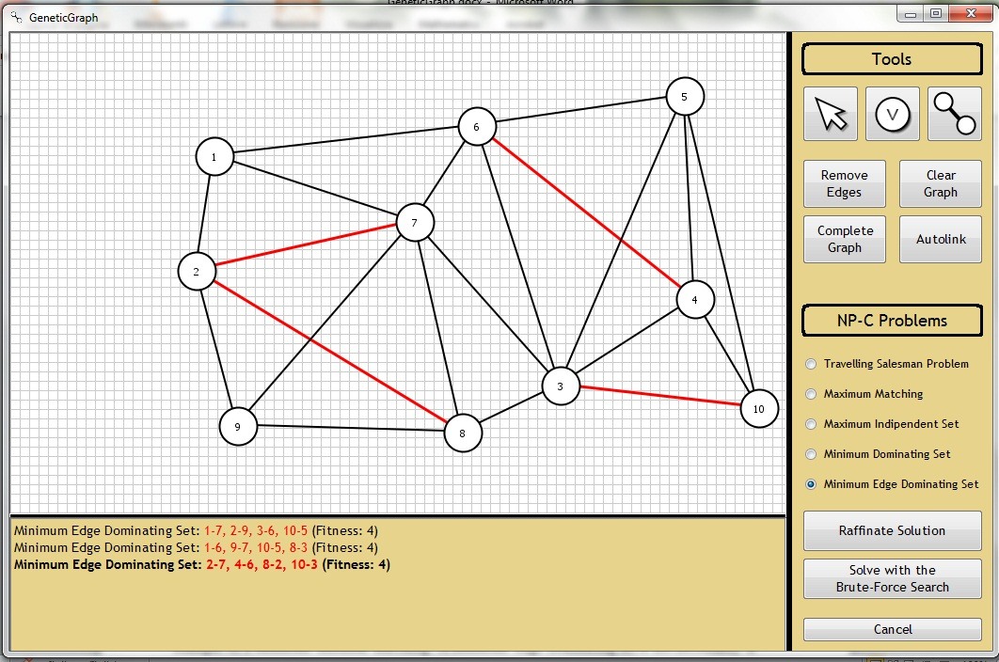 GeneticGraph.docx - Microsoft Word
GeneticGraph
Tools
V
Remove
Edges
Clear
Graph
Complete
Graph
Autolink
NP-C Problems
Travelling Salesman Problem
Maximum Matching
Maximum Indipendent Set
Minimum Dominating Set
Minimum Edge Dominating Set
Raffinate Solution
Solve with the
Brute-Force Search
Cancel
5
6
1
7
2
4
3
10
9
8
Minimum Edge Dominating Set: 1-7, 2-9, 3-6, 10-5 (Fitness: 4)
Minimum Edge Dominating Set: 1-6, 9-7, 10-5, 8-3 (Fitness: 4)
Minimum Edge Dominating Set: 2-7, 4-6, 8-2, 10-3 (Fitness: 4)